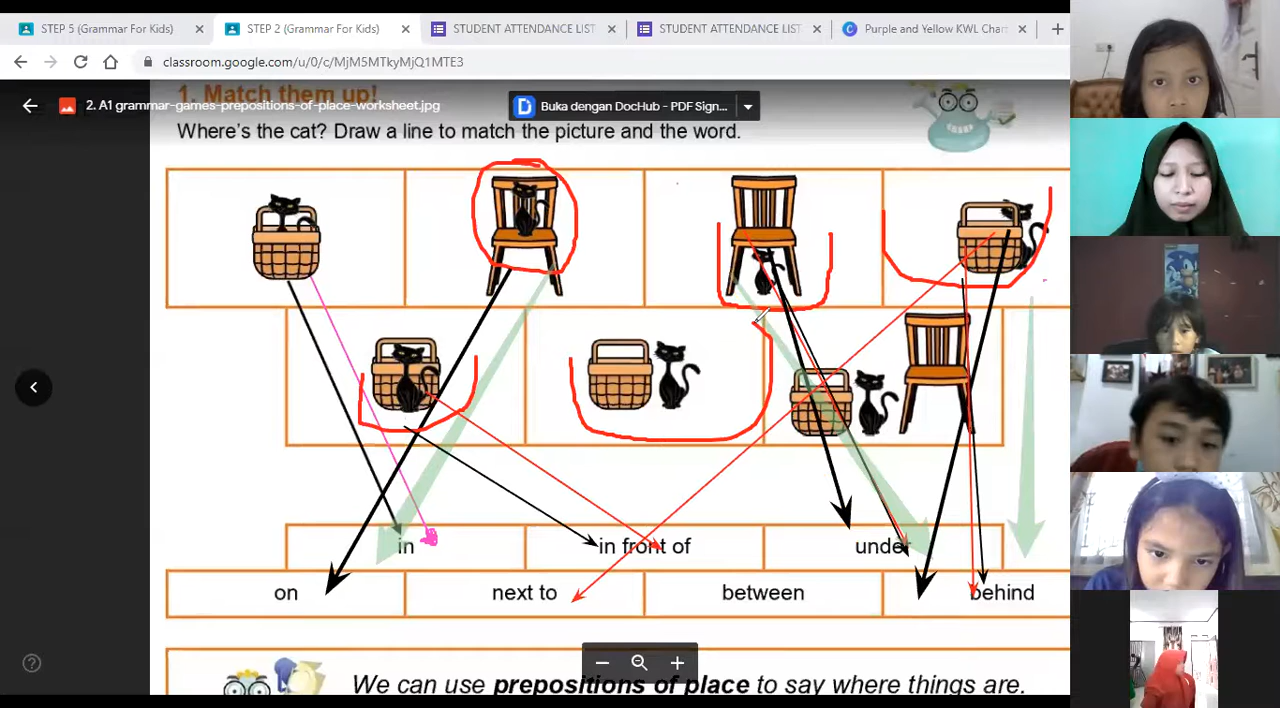 STEP 5 (Grammar For Kids)
STEP 2 (Grammar For Kids)
STUDENT ATTENDANCE LIST
STUDENT ATTENDANCE LIST
Purple and Yellow KWL Char
classroom.google.com/u/0/c/MjM5MTkyMjQ1MTE3
1. Match them up!
2. A1 grammar-games-prepositions-of-place-worksheet.jpg
Buka dengan DocHub - PDF Sign...
Where's the cat? Draw a line to match the picture and the word.
in
in front of
under
on
next to
between
behind
We can use prepositions of place to say where things are.